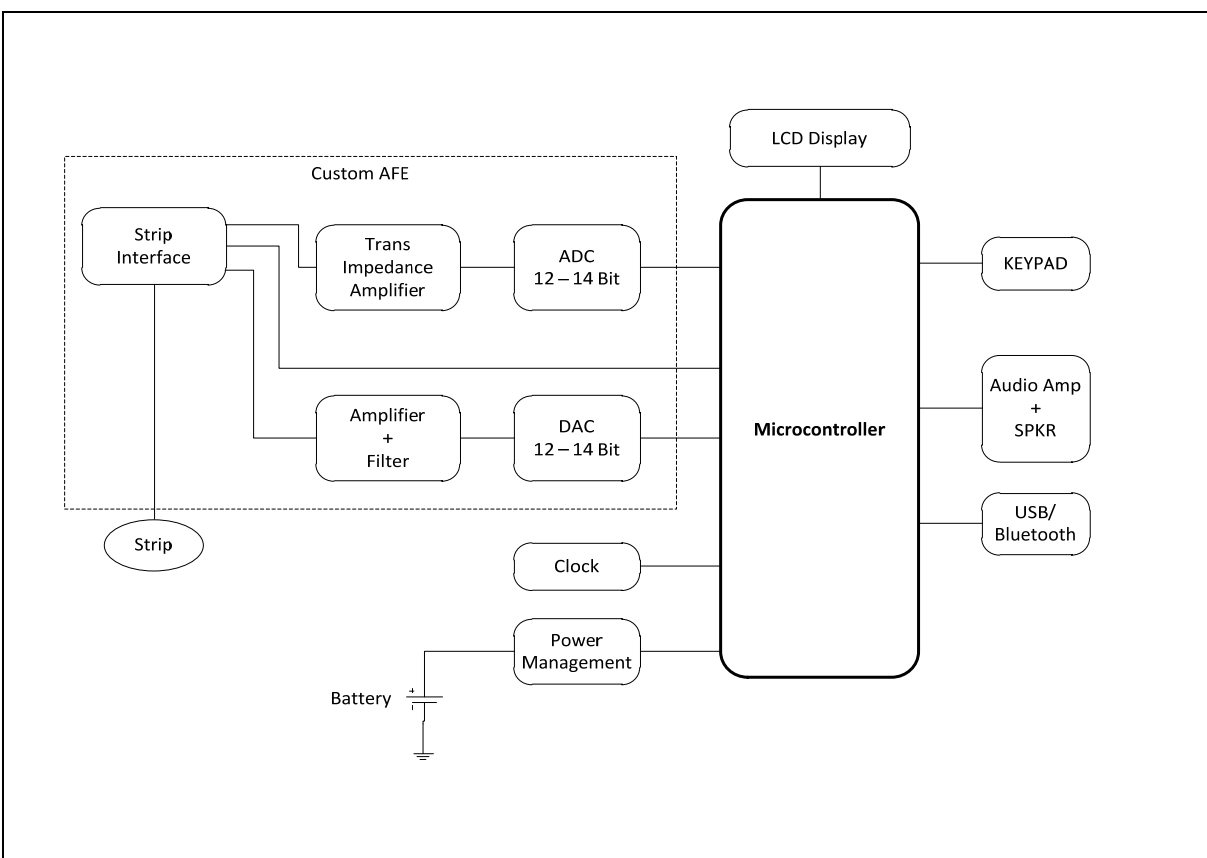 LCD Display
Custom AFE
Strip
Interface
Trans
Impedance
Amplifier
ADC
12 – 14 Bit
KEYPAD
Amplifier
+
Filter
DAC
12 – 14 Bit
Microcontroller
Audio Amp
+
SPKR
USB/
Bluetooth
Strip
Clock
Power
Management
Battery
+
-